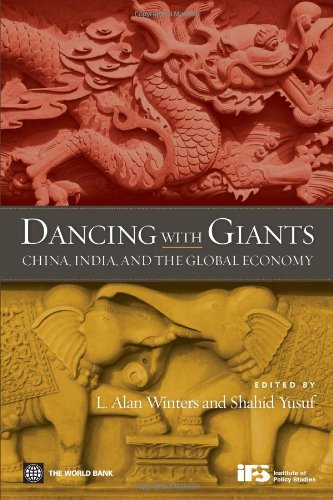 DANCING WITH GIANTS
CHINA, INDIA, AND THE GLOBAL ECONOMY
EDITED BY
L. Alan Winters and Shahid Yusuf
THE WORLD BANK
iPS Institute of
Policy Studies